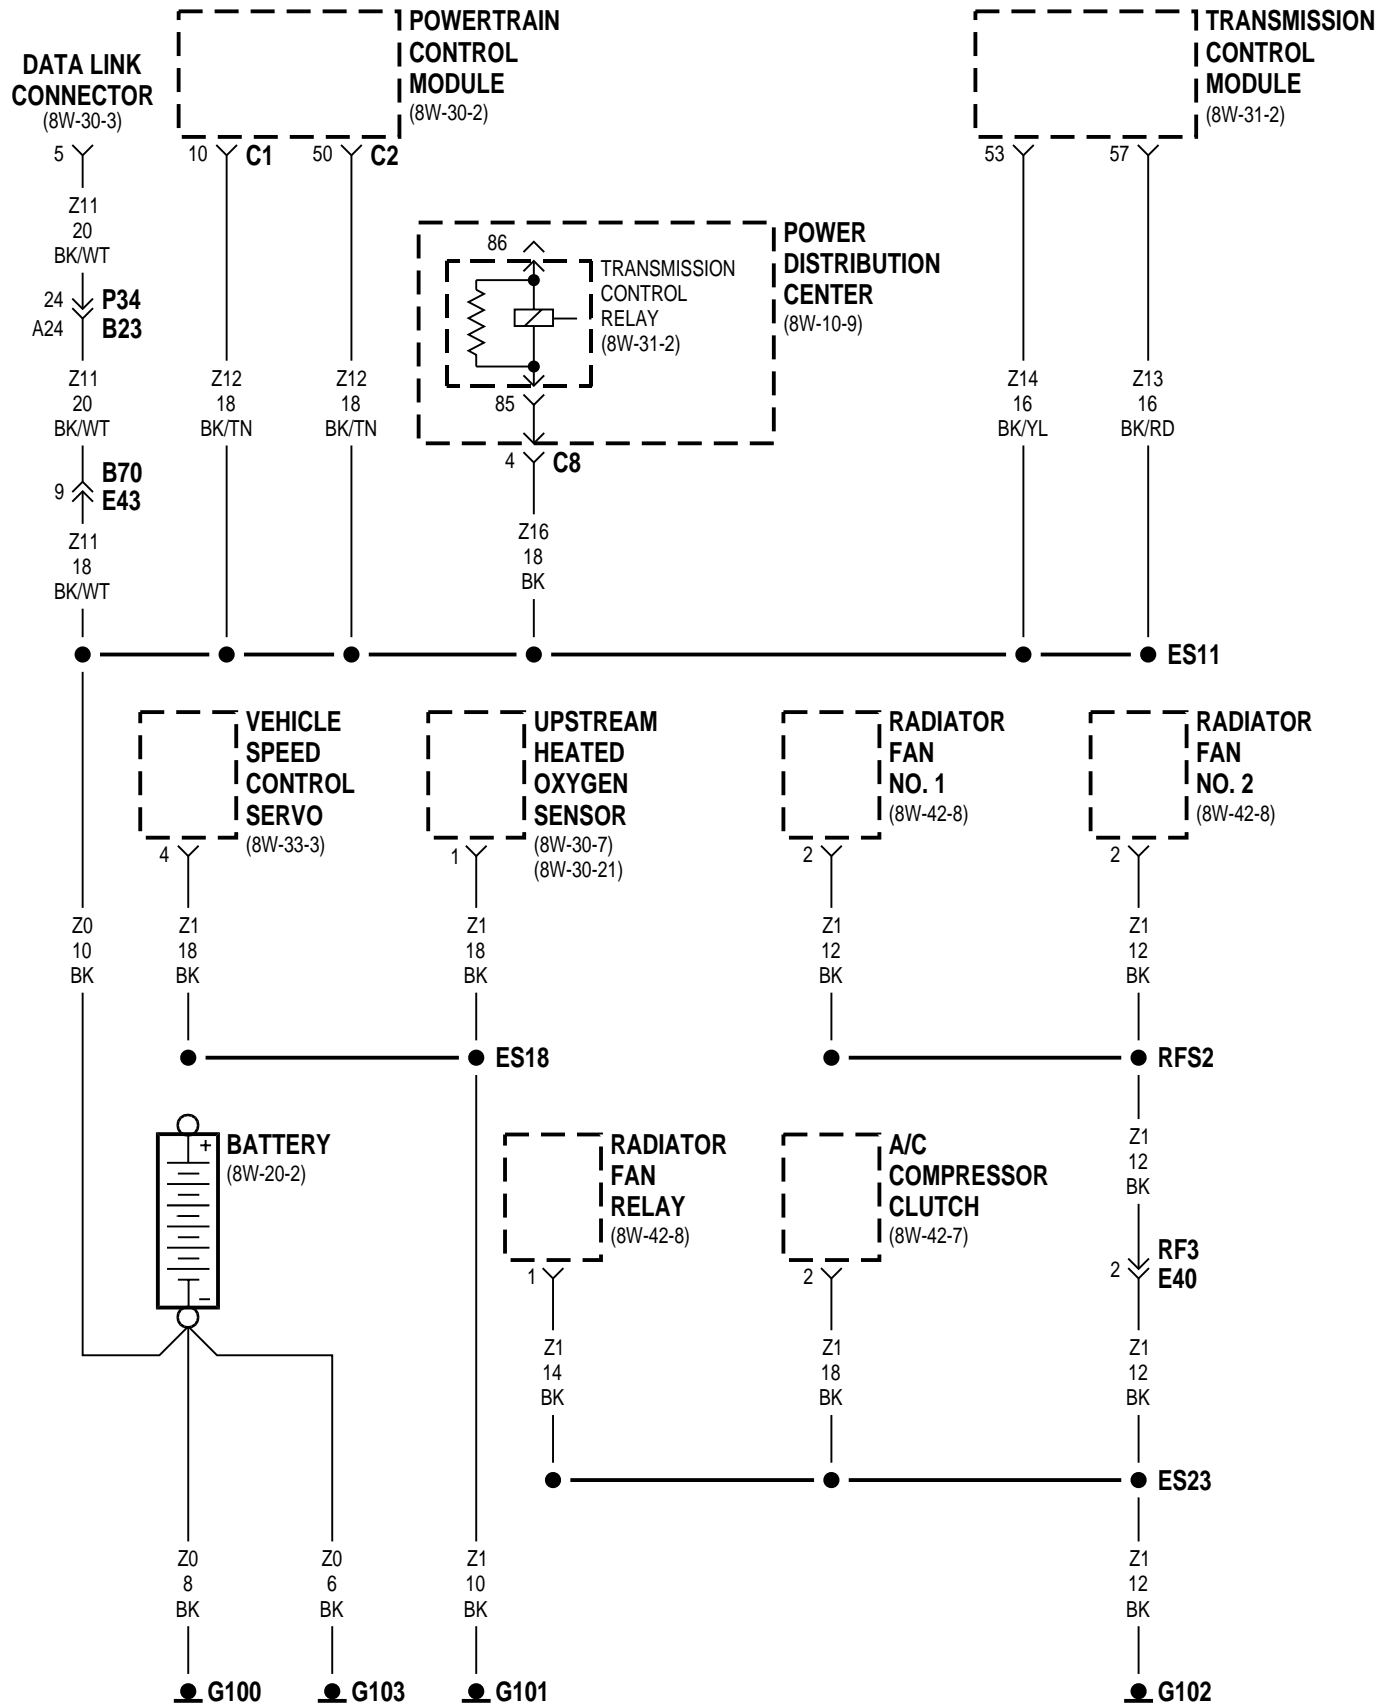 POWERTRAIN
CONTROL
MODULE
(8W-30-2)
TRANSMISSION
CONTROL
MODULE
(8W-31-2)
DATA LINK
CONNECTOR
(8W-30-3)
5
10
C1
50
C2
53
57
Z11
20
BK/WT
24
P34
A24
B23
Z11
20
BK/WT
9
B70
E43
Z11
18
BK/WT
Z12
18
BK/TN
Z12
18
BK/TN
86
TRANSMISSION
CONTROL
RELAY
(8W-31-2)
85
POWER
DISTRIBUTION
CENTER
(8W-10-9)
4
C8
Z16
18
BK
Z14
16
BK/YL
Z13
16
BK/RD
ES11
VEHICLE
SPEED
CONTROL
SERVO
(8W-33-3)
4
UPSTREAM
HEATED
OXYGEN
SENSOR
(8W-30-7)
(8W-30-21)
1
RADIATOR
FAN
NO. 1
(8W-42-8)
2
RADIATOR
FAN
NO. 2
(8W-42-8)
2
Z0
10
BK
Z1
18
BK
Z1
18
BK
Z1
12
BK
Z1
12
BK
ES18
RFS2
+
BATTERY
(8W-20-2)
–
RADIATOR
FAN
RELAY
(8W-42-8)
1
A/C
COMPRESSOR
CLUTCH
(8W-42-7)
2
Z1
12
BK
2
RF3
E40
Z1
14
BK
Z1
18
BK
Z1
12
BK
ES23
Z0
8
BK
Z0
6
BK
Z1
10
BK
Z1
12
BK
G100
G103
G101
G102